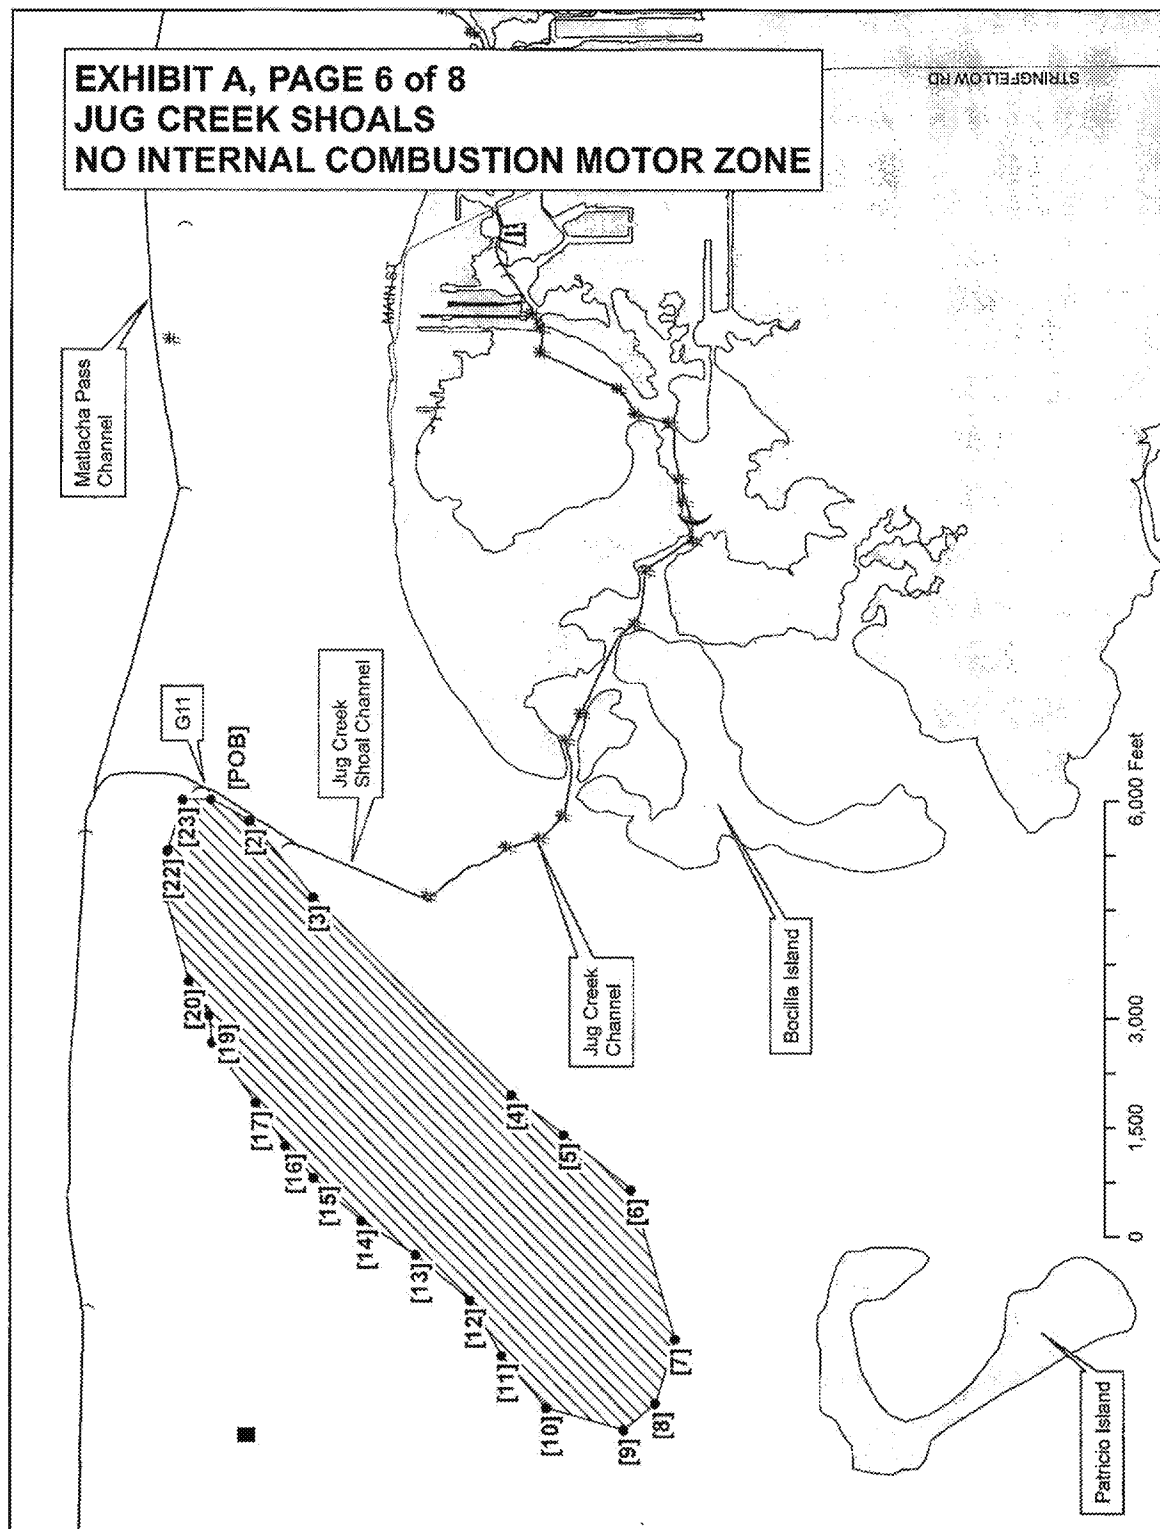 EXHIBIT A, PAGE 6 of 8
JUG CREEK SHOALS
NO INTERNAL COMBUSTION MOTOR ZONE
STRINGFELLOW RD
MAIN ST
Matlacha Pass
Channel
G11
[POB]
Jug Creek
Shoal Channel
[23]
[22]
[2]
[3]
[20]
[19]
[17]
[16]
[15]
[14]
[13]
[12]
[11]
[10]
[9]
[8]
[7]
[6]
[5]
[4]
Jug Creek
Channel
Bocilla Island
Patricio Island
0
1,500
3,000
6,000 Feet